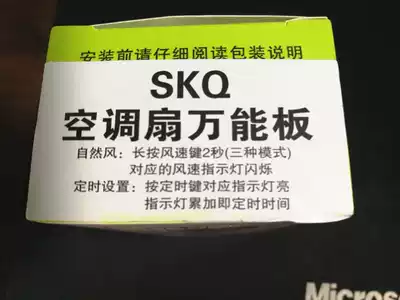 安装前请仔细阅读包装说明
SKQ
空调扇万能板
自然风：长按风速键2秒(三种模式)
对应的风速指示灯闪烁
定时设置：按定时键对应指示灯亮
指示灯累加即定时时间
Micros